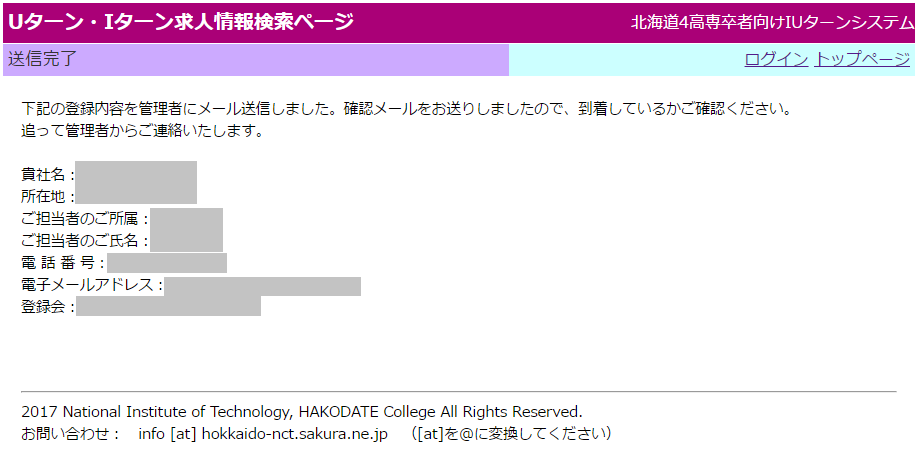 Uターン・Iターン求人情報検索ページ
北海道4高専卒者向けIUターンシステム
送信完了
ログイン トップページ
下記の登録内容を管理者にメール送信しました。確認メールをお送りしましたので、到着しているかご確認ください。
追って管理者からご連絡いたします。
貴社名：
所在地：
ご担当者のご所属：
ご担当者のご氏名：
電 話 番 号：
電子メールアドレス：
登録会：
2017 National Institute of Technology, HAKODATE College All Rights Reserved.
お問い合わせ：　info [at] hokkaido-nct.sakura.ne.jp　（[at]を@に変換してください）